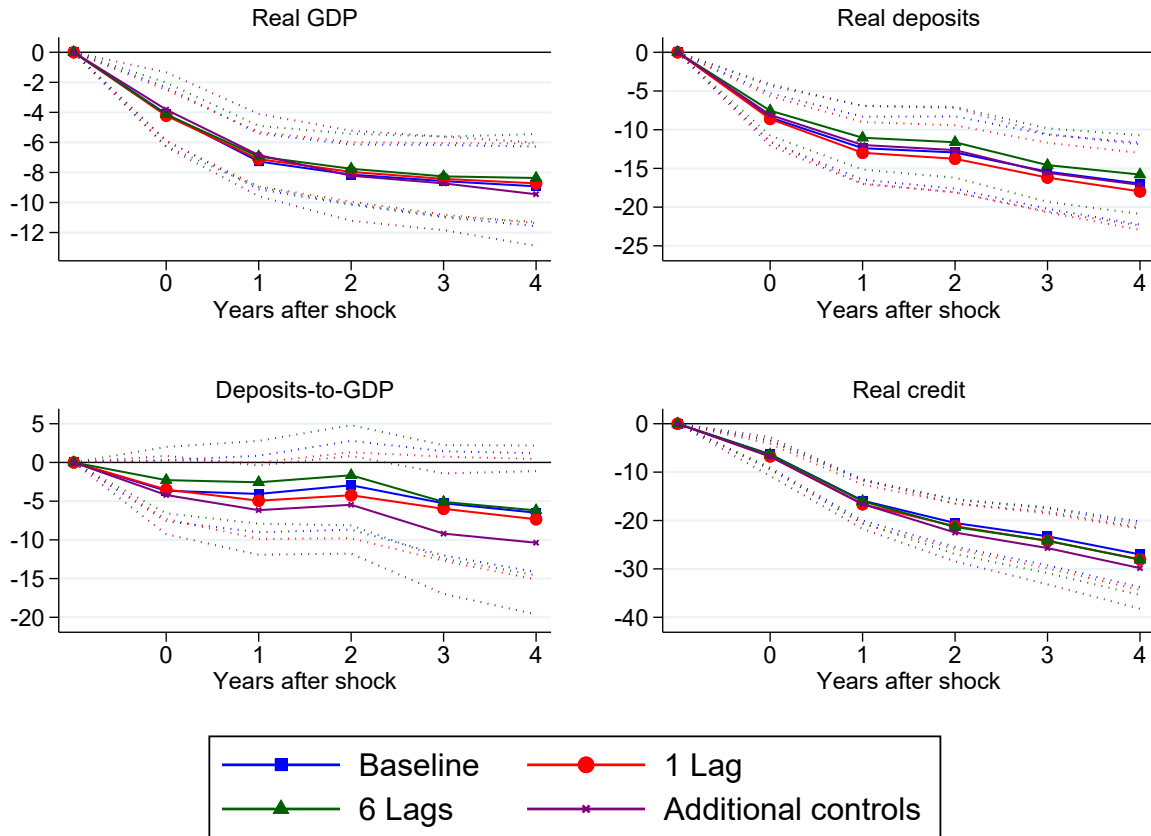 Real GDP
0
-2
-4
-6
-8
-10
-12
0 1 2 3 4
Years after shock
Real deposits
0
-5
-10
-15
-20
-25
0 1 2 3 4
Years after shock
Deposits-to-GDP
5
0
-5
-10
-15
-20
0 1 2 3 4
Years after shock
Real credit
0
-10
-20
-30
-40
0 1 2 3 4
Years after shock
Baseline 1 Lag
6 Lags Additional controls